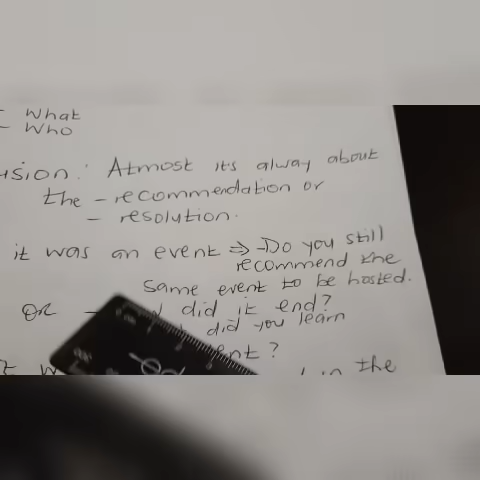 - What
- Who
usion: Atmost its alway about
the - recommendation or
- resolution.
it was an event => - Do you still
recommend the
same event to be hosted.
OR - did it end?
did you learn
ent?
in the